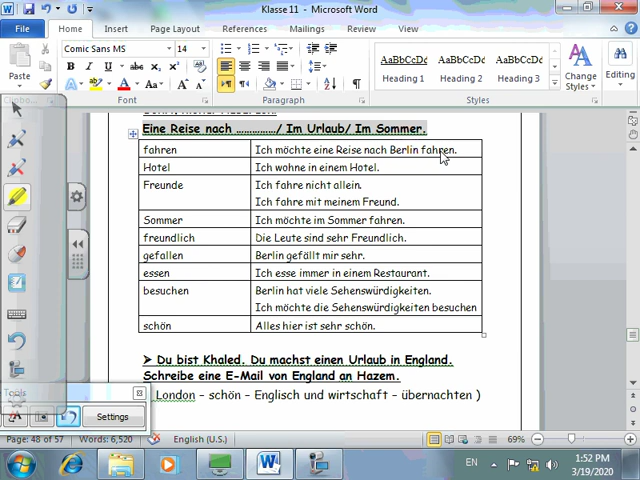 Klasse 11 - Microsoft Word
File
Home
Insert
Page Layout
References
Mailings
Review
View
Paste
Comic Sans MS
14
B I U
AaBbCcDd AaBbCcDd AaBbCcDd
Heading 1 Heading 2 Heading 3
Change Styles
Editing
Font
Paragraph
Styles
Eine Reise nach ……………/ Im Urlaub/ Im Sommer.
fahren Ich möchte eine Reise nach Berlin fahren.
Hotel Ich wohne in einem Hotel.
Freunde Ich fahre nicht allein.
Ich fahre mit meinem Freund.
Sommer Ich möchte im Sommer fahren.
freundlich Die Leute sind sehr Freundlich.
gefallen Berlin gefällt mir sehr.
essen Ich esse immer in einem Restaurant.
besuchen Berlin hat viele Sehenswürdigkeiten.
Ich möchte die Sehenswürdigkeiten besuchen
schön Alles hier ist sehr schön.
➢ Du bist Khaled. Du machst einen Urlaub in England.
Schreibe eine E-Mail von England an Hazem.
London – schön – Englisch und wirtschaft – übernachten )
Tools
Settings
Page: 48 of 57
Words: 6,520
English (U.S.)
69%
EN
1:52 PM
3/19/2020